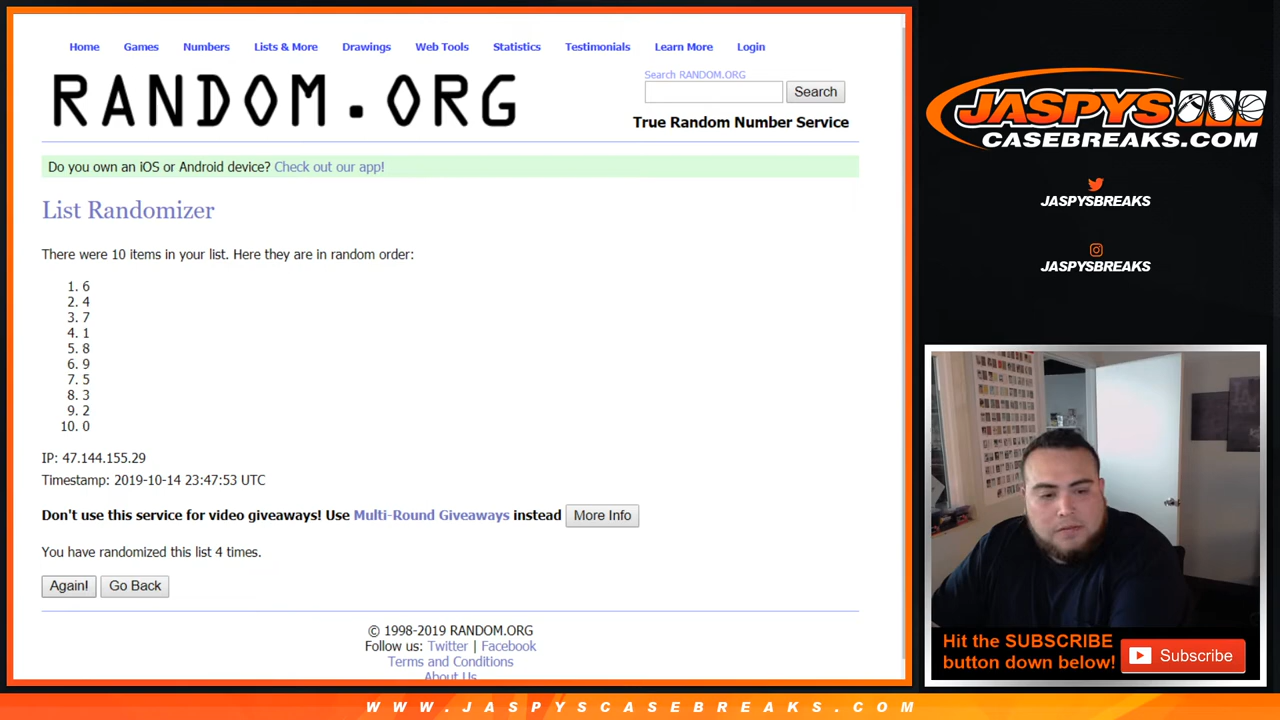 Home Games Numbers Lists & More Drawings Web Tools Statistics Testimonials Learn More Login
RANDOM.ORG
Search RANDOM.ORG
Search
True Random Number Service
Do you own an iOS or Android device? Check out our app!
List Randomizer
There were 10 items in your list. Here they are in random order:
1. 6
2. 4
3. 7
4. 1
5. 8
6. 9
7. 5
8. 3
9. 2
10. 0
IP: 47.144.155.29
Timestamp: 2019-10-14 23:47:53 UTC
Don't use this service for video giveaways! Use Multi-Round Giveaways instead More Info
You have randomized this list 4 times.
Again! Go Back
© 1998-2019 RANDOM.ORG
Follow us: Twitter | Facebook
Terms and Conditions
About Us
JASPYS
CASEBREAKS.COM
JASPYSBREAKS
JASPYSBREAKS
Hit the SUBSCRIBE
button down below!
Subscribe
WWW.JASPYSCASEBREAKS.COM